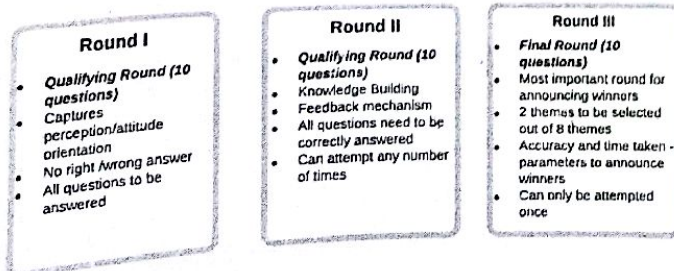 Round I
• Qualifying Round (10
questions)
• Captures
perception/attitude
orientation
• No right /wrong answer
• All questions to be
answered
Round II
• Qualifying Round (10
questions)
• Knowledge Building
• Feedback mechanism
• All questions need to be
correctly answered
• Can attempt any number
of times
Round III
• Final Round (10
questions)
• Most important round for
announcing winners
• 2 themes to be selected
out of 8 themes
• Accuracy and time taken -
parameters to announce
winners
• Can only be attempted
once